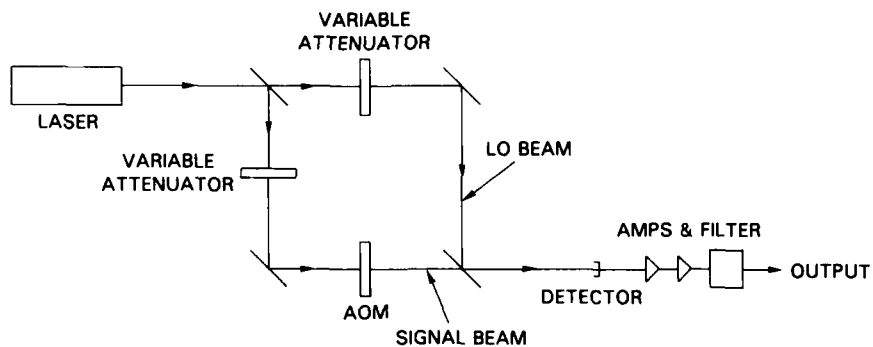 VARIABLE
ATTENUATOR
LASER
VARIABLE
ATTENUATOR
LO BEAM
AMPS & FILTER
OUTPUT
DETECTOR
AOM
SIGNAL BEAM